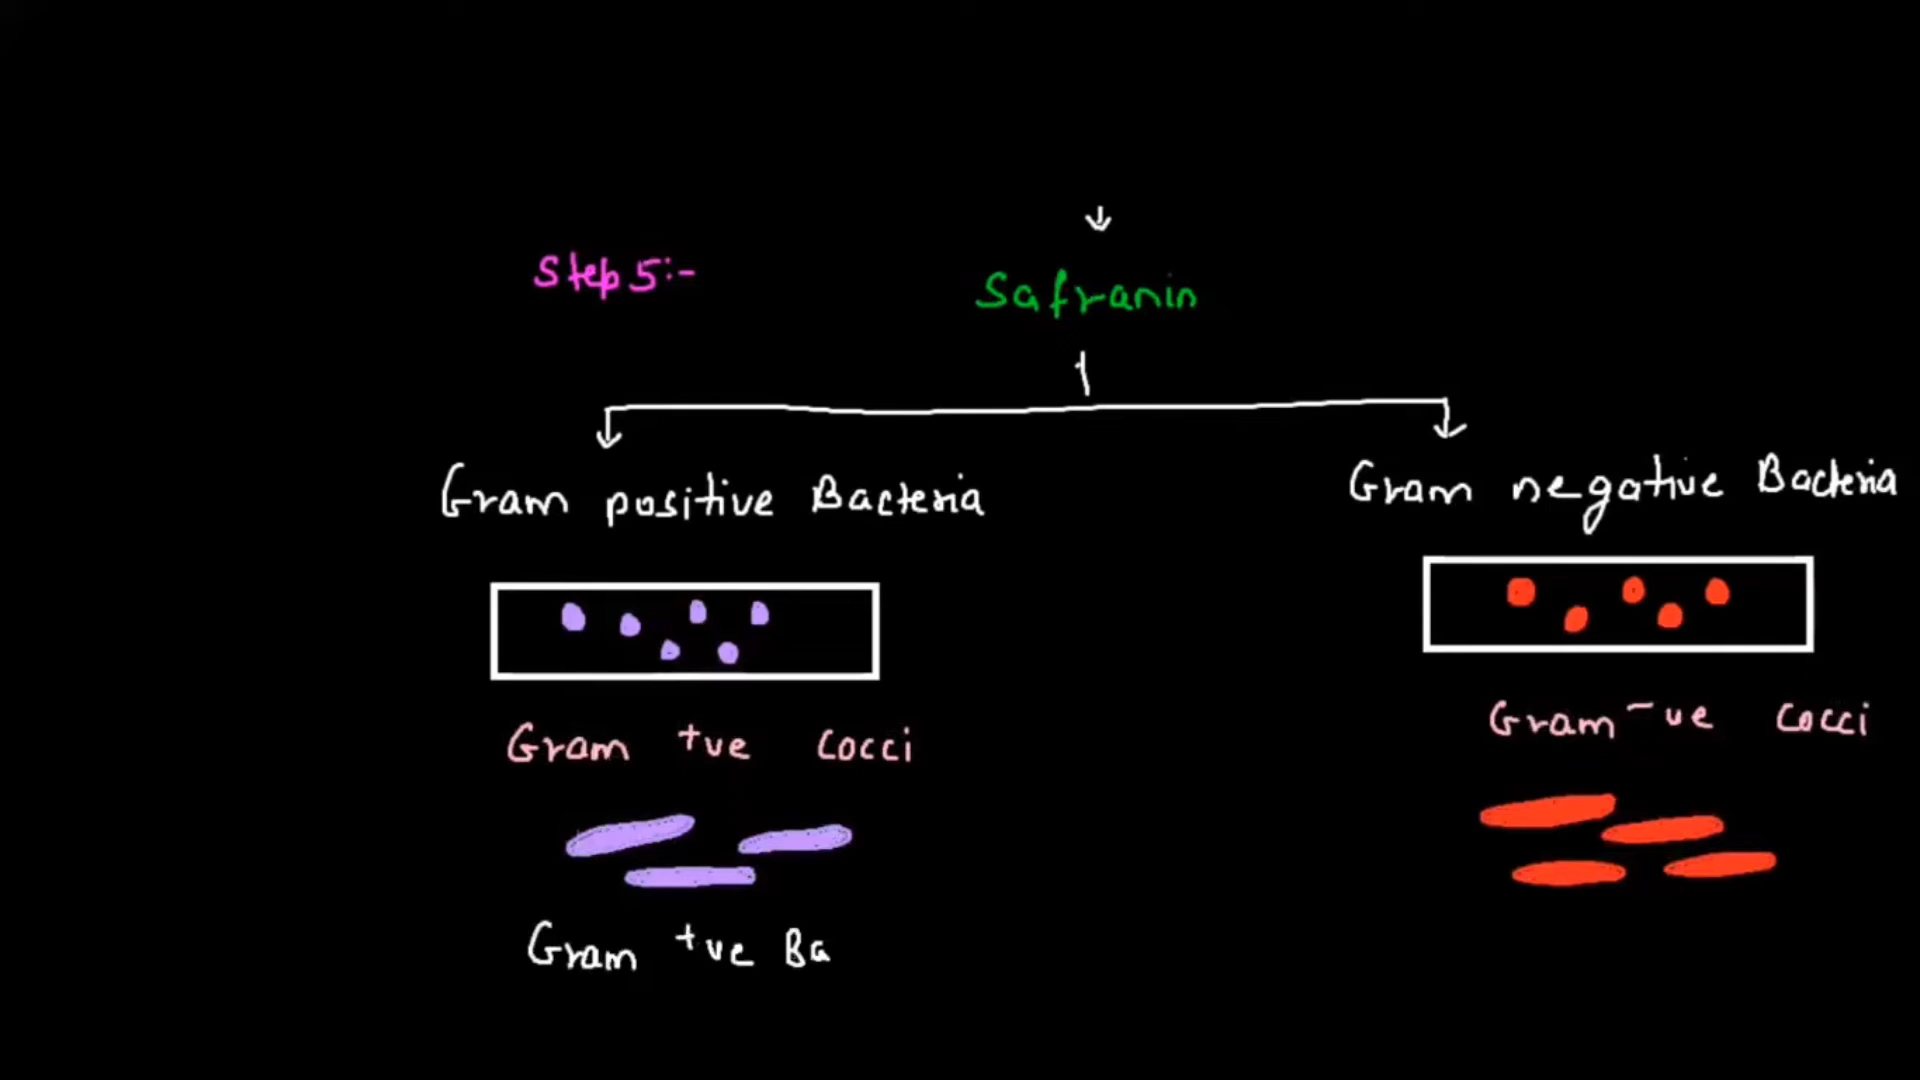 Step 5:-
Safranin
Gram positive Bacteria
Gram negative Bacteria
Gram +ve cocci
Gram -ve cocci
Gram +ve Ba